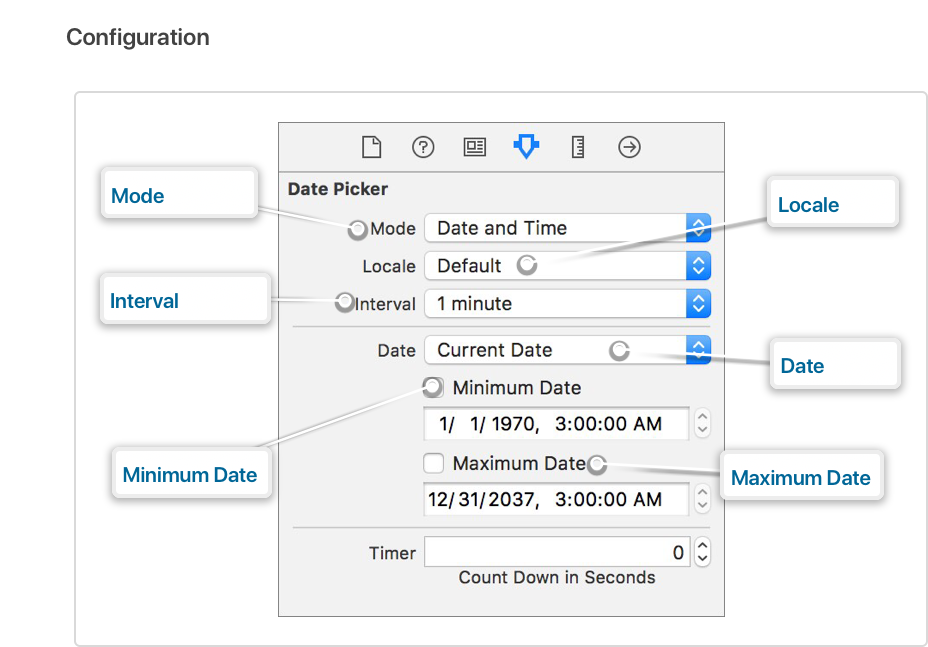 Configuration
Date Picker
Mode
Mode Date and Time
Locale
Locale Default
Interval
Interval 1 minute
Date Current Date
Date
Minimum Date
1/ 1/ 1970, 3:00:00 AM
Minimum Date
Maximum Date
Maximum Date
12/31/2037, 3:00:00 AM
Timer 0
Count Down in Seconds